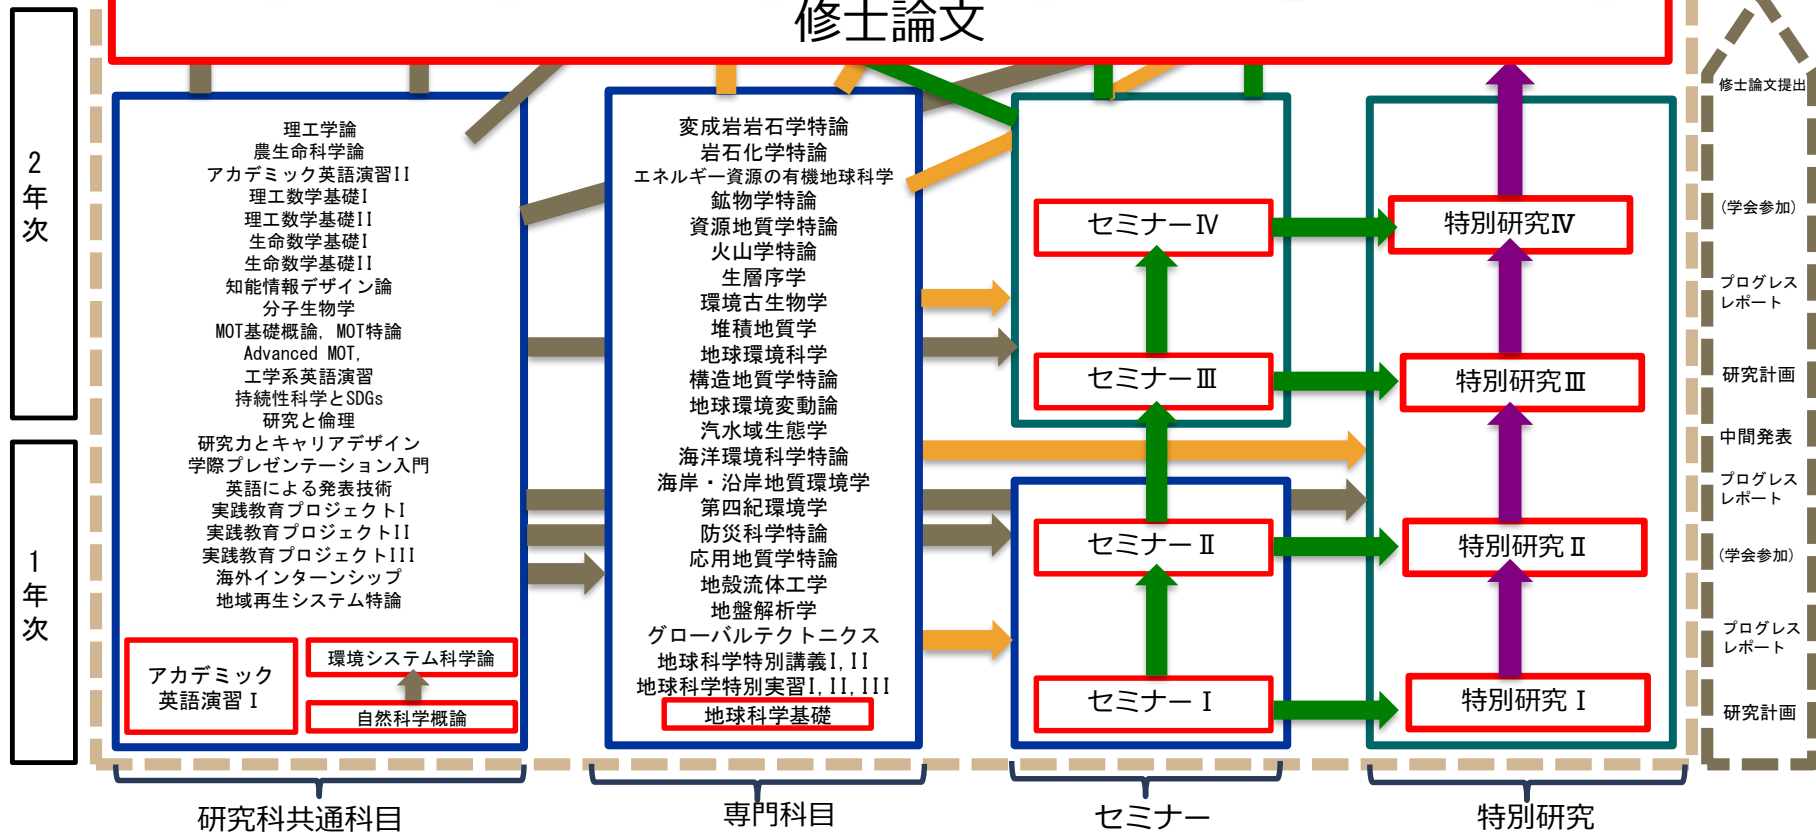 修士論文
2
年
次
1
年
次
理工学論
農生命科学論
アカデミック英語演習II
理工数学基礎I
理工数学基礎II
生命数学基礎I
生命数学基礎II
知能情報デザイン論
分子生物学
MOT基礎概論, MOT特論
Advanced MOT,
工学系英語演習
持続性科学とSDGs
研究と倫理
研究力とキャリアデザイン
学際プレゼンテーション入門
英語による発表技術
実践教育プロジェクトI
実践教育プロジェクトII
実践教育プロジェクトIII
海外インターンシップ
地域再生システム特論
アカデミック
英語演習 I
環境システム科学論
自然科学概論
研究科共通科目
変成岩岩石学特論
岩石化学特論
エネルギー資源の有機地球科学
鉱物学特論
資源地質学特論
火山学特論
生層序学
環境古生物学
堆積地質学
地球環境科学
構造地質学特論
地球環境変動論
汽水域生態学
海洋環境科学特論
海岸・沿岸地質環境学
第四紀環境学
防災科学特論
応用地質学特論
地殻流体工学
地盤解析学
グローバルテクトニクス
地球科学特別講義I, II
地球科学特別実習I, II, III
地球科学基礎
専門科目
セミナーⅣ
セミナーⅢ
セミナーⅡ
セミナーⅠ
セミナー
特別研究Ⅳ
特別研究Ⅲ
特別研究Ⅱ
特別研究Ⅰ
特別研究
修士論文提出
(学会参加)
プログレス
レポート
研究計画
中間発表
プログレス
レポート
(学会参加)
プログレス
レポート
研究計画